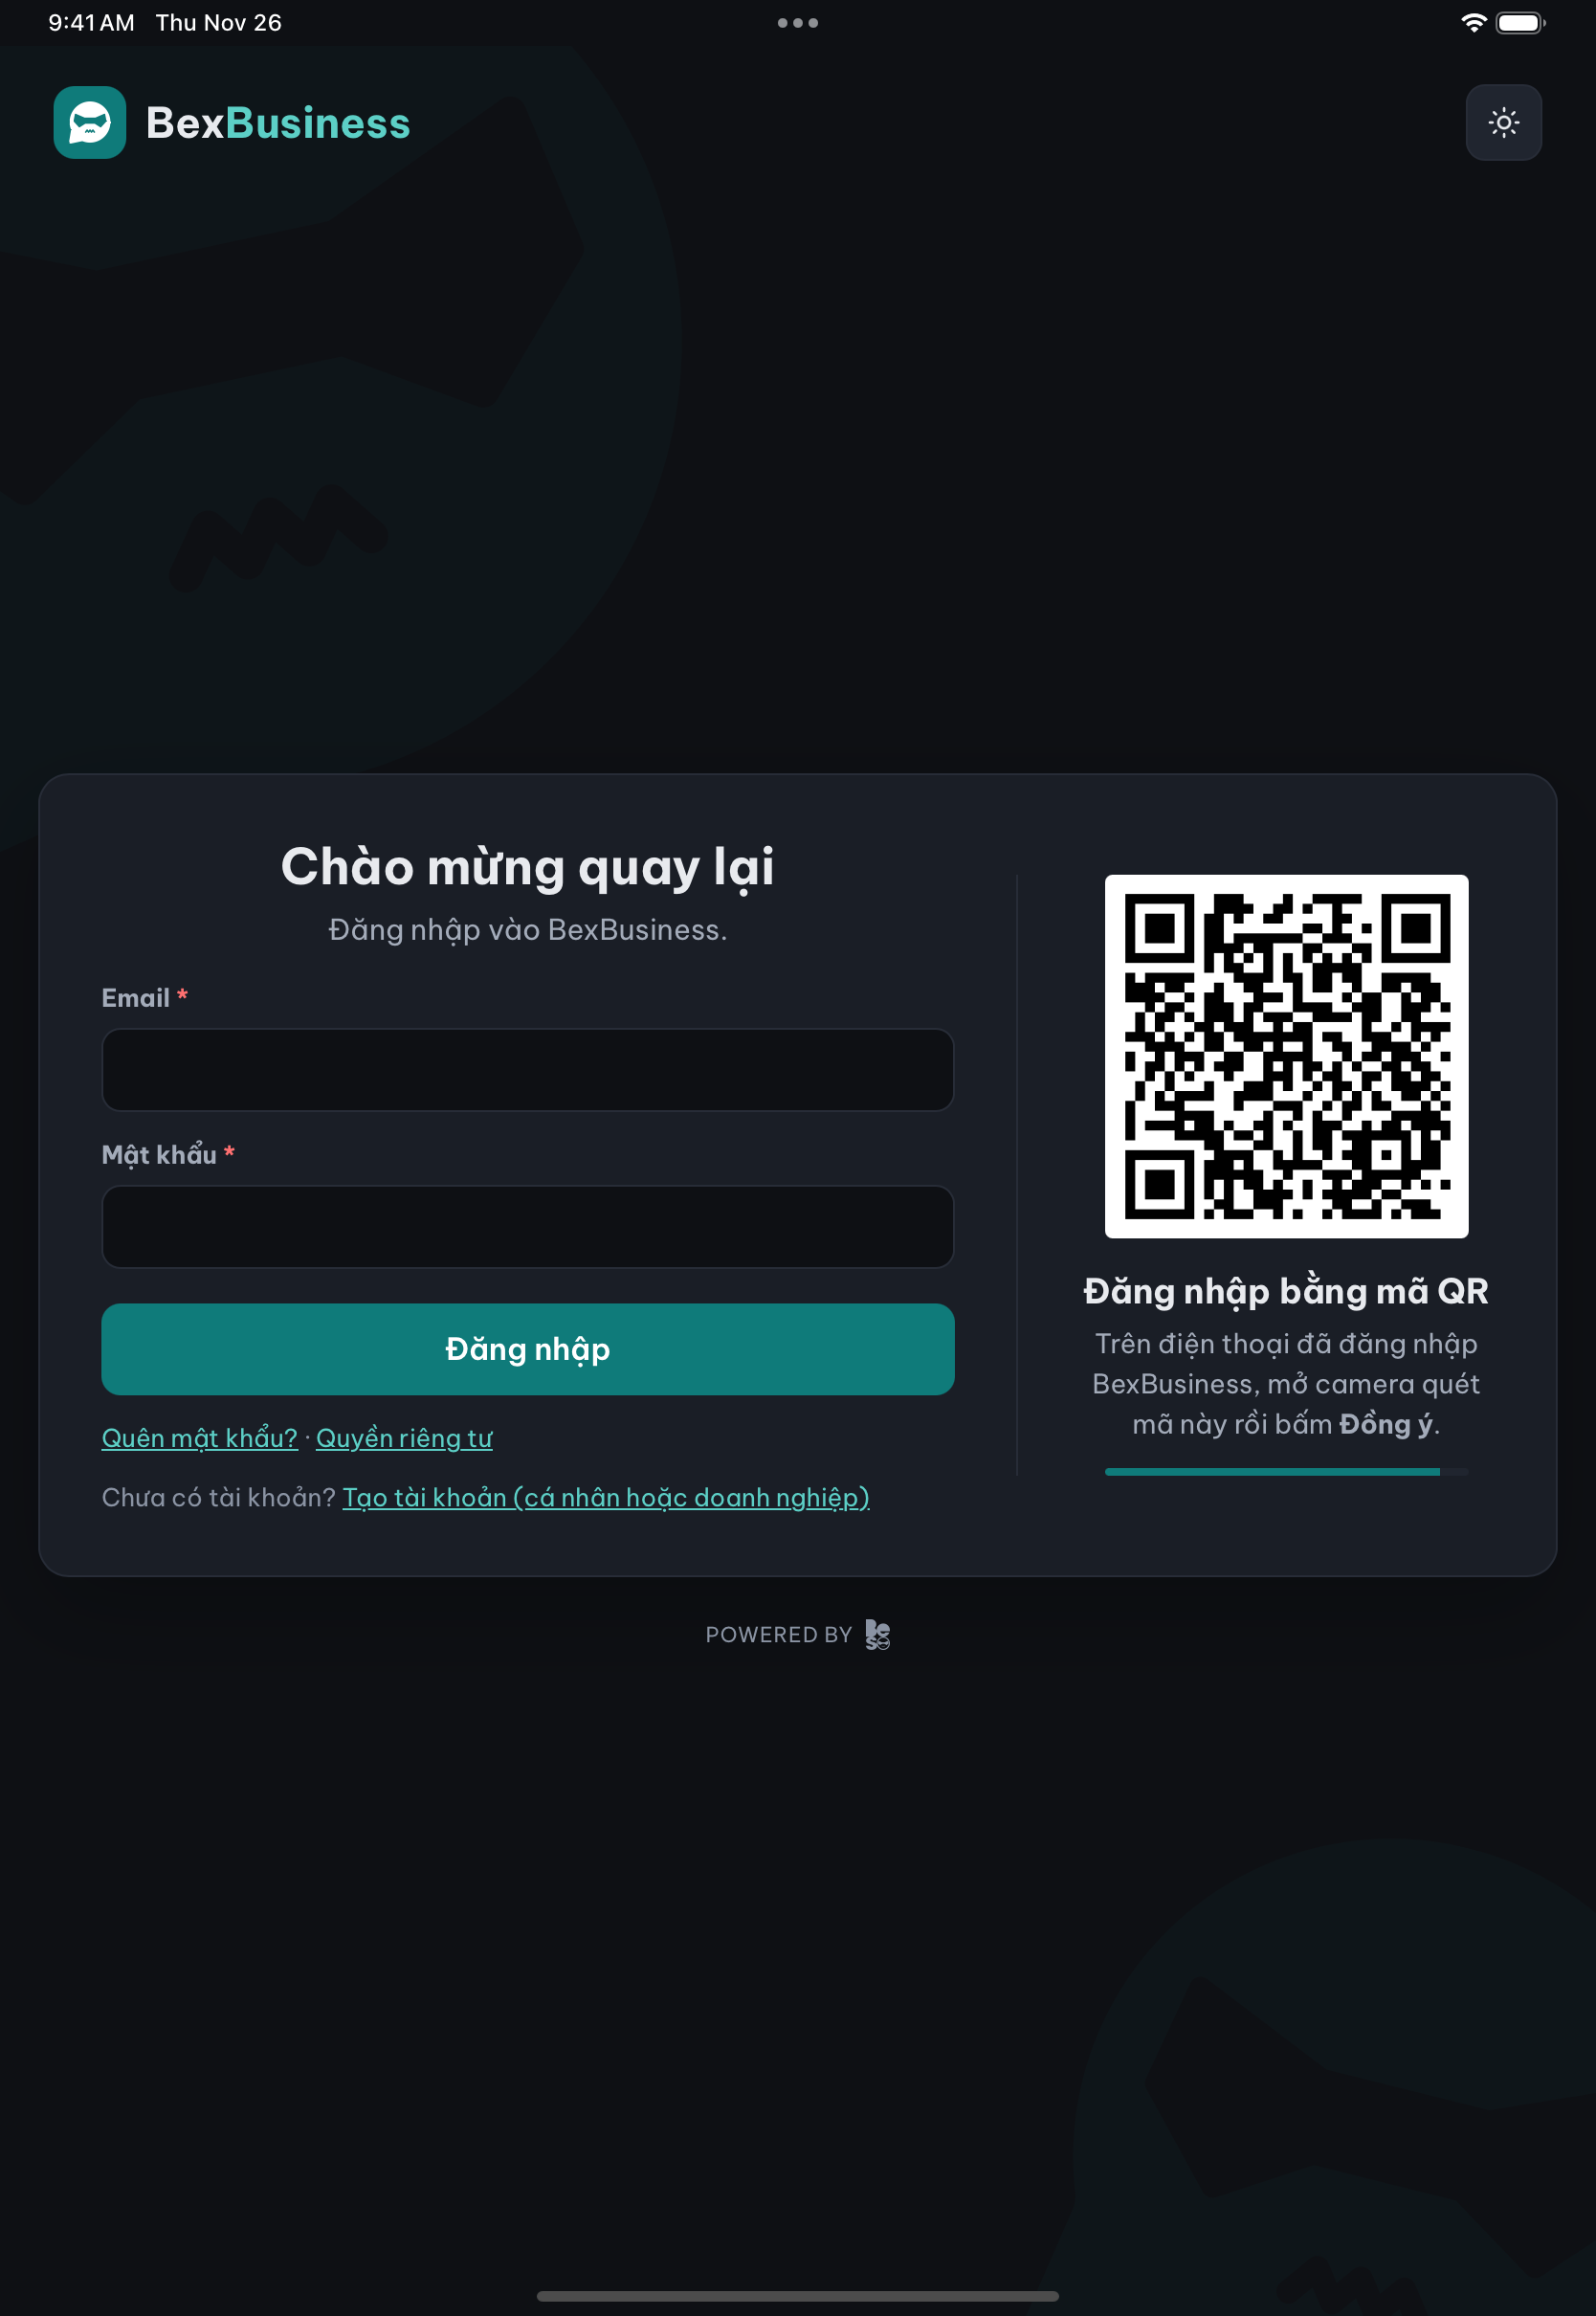 9:41 AM Thu Nov 26
BexBusiness
Chào mừng quay lại
Đăng nhập vào BexBusiness.
Email *
Mật khẩu *
Đăng nhập
Quên mật khẩu? · Quyền riêng tư
Chưa có tài khoản? Tạo tài khoản (cá nhân hoặc doanh nghiệp)
Đăng nhập bằng mã QR
Trên điện thoại đã đăng nhập
BexBusiness, mở camera quét
mã này rồi bấm Đồng ý.
POWERED BY